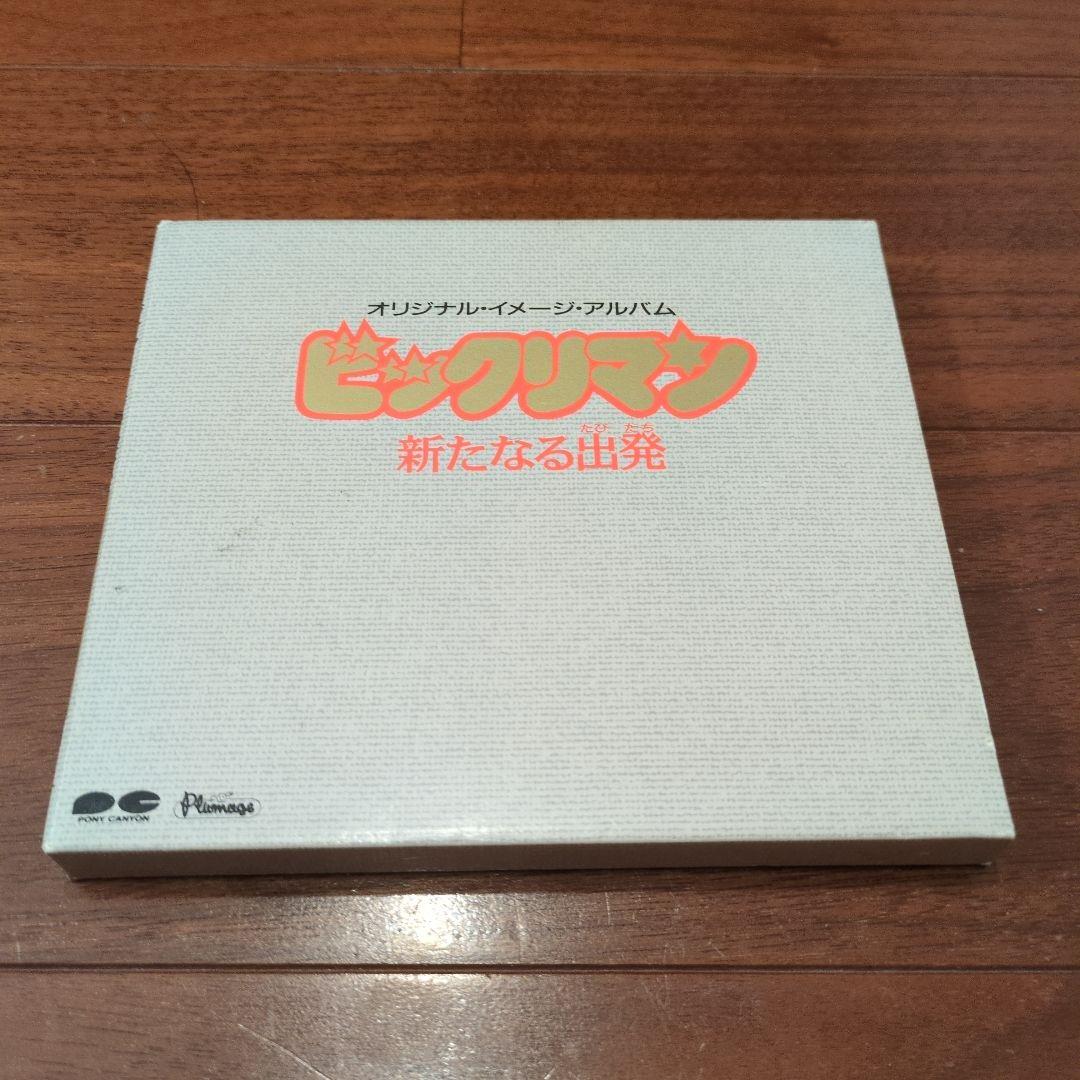 オリジナル・イメージ・アルバム
ビックリマン
たび たち
新たなる出発
PONY CANYON
Plumage